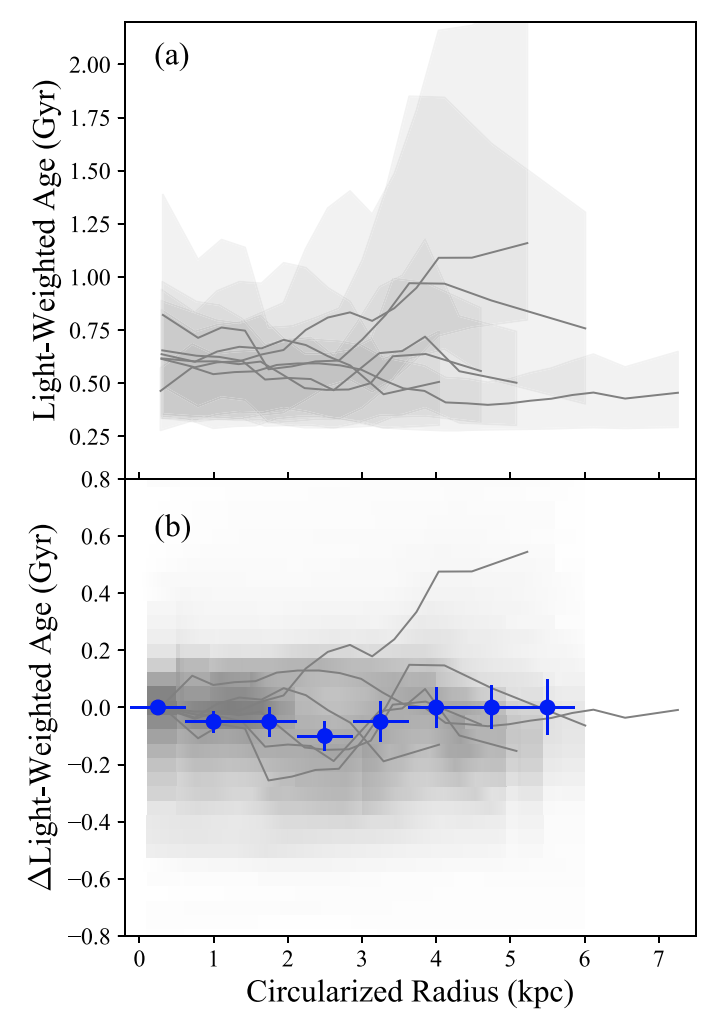 (a)
2.00
1.75
1.50
1.25
1.00
0.75
0.50
0.25
Light-Weighted Age (Gyr)
(b)
0.8
0.6
0.4
0.2
0.0
−0.2
−0.4
−0.6
−0.8
ΔLight-Weighted Age (Gyr)
0 1 2 3 4 5 6 7
Circularized Radius (kpc)